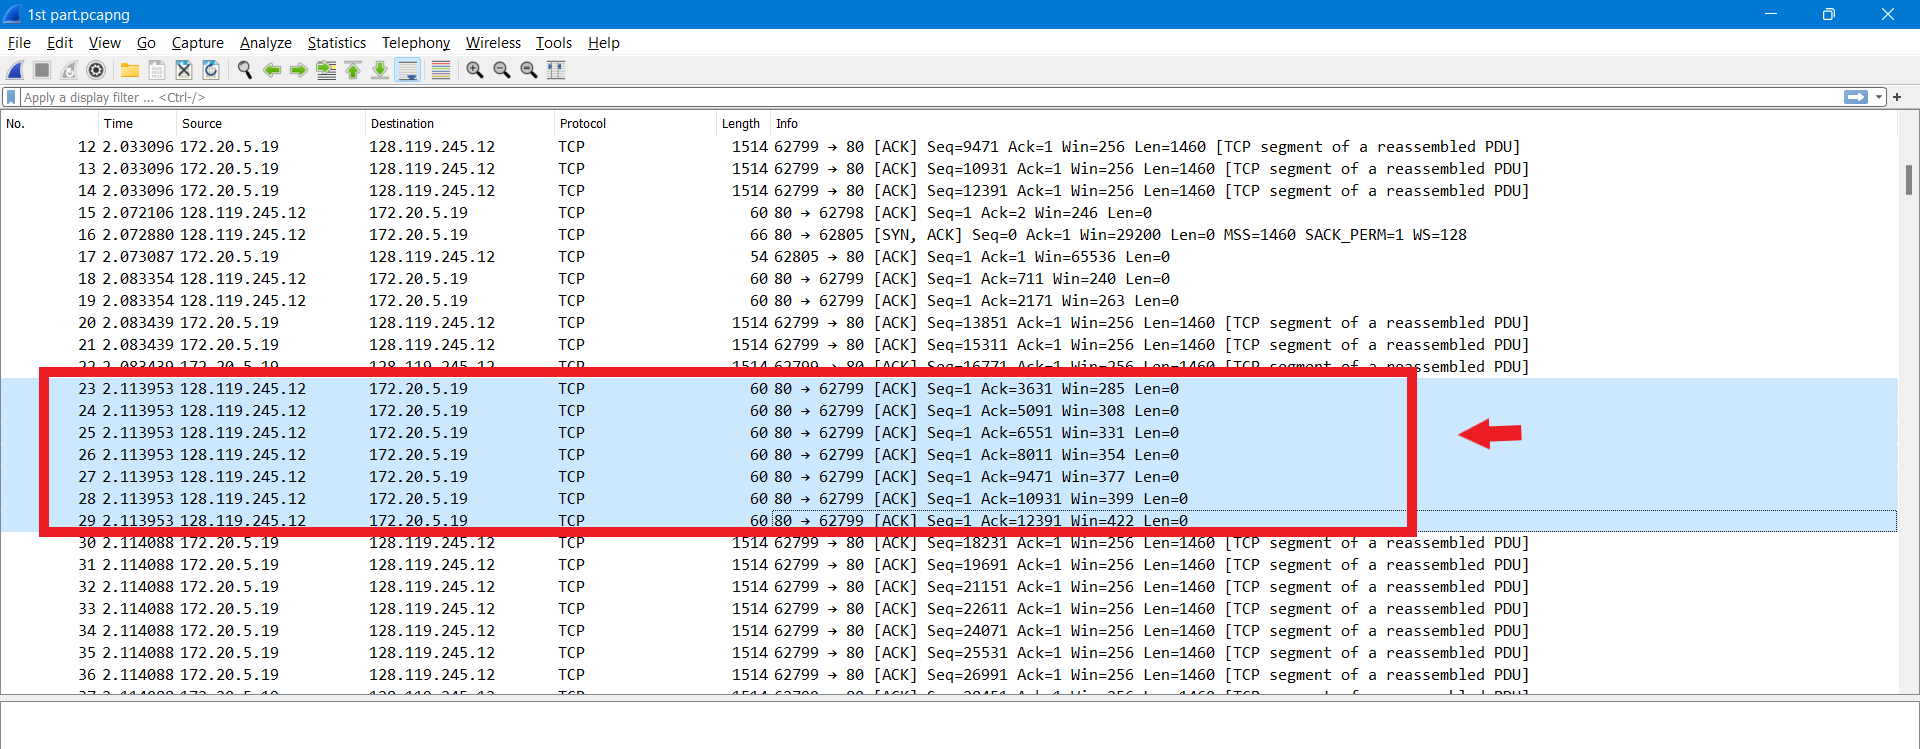 1st part.pcapng
File Edit View Go Capture Analyze Statistics Telephony Wireless Tools Help
Apply a display filter ... <Ctrl-/>
No. Time Source Destination Protocol Length Info
12 2.033096 172.20.5.19 128.119.245.12 TCP 1514 62799 → 80 [ACK] Seq=9471 Ack=1 Win=256 Len=1460 [TCP segment of a reassembled PDU]
13 2.033096 172.20.5.19 128.119.245.12 TCP 1514 62799 → 80 [ACK] Seq=10931 Ack=1 Win=256 Len=1460 [TCP segment of a reassembled PDU]
14 2.033096 172.20.5.19 128.119.245.12 TCP 1514 62799 → 80 [ACK] Seq=12391 Ack=1 Win=256 Len=1460 [TCP segment of a reassembled PDU]
15 2.072106 128.119.245.12 172.20.5.19 TCP 60 80 → 62798 [ACK] Seq=1 Ack=2 Win=246 Len=0
16 2.072880 128.119.245.12 172.20.5.19 TCP 66 80 → 62805 [SYN, ACK] Seq=0 Ack=1 Win=29200 Len=0 MSS=1460 SACK_PERM=1 WS=128
17 2.073087 172.20.5.19 128.119.245.12 TCP 54 62805 → 80 [ACK] Seq=1 Ack=1 Win=65536 Len=0
18 2.083354 128.119.245.12 172.20.5.19 TCP 60 80 → 62799 [ACK] Seq=1 Ack=711 Win=240 Len=0
19 2.083354 128.119.245.12 172.20.5.19 TCP 60 80 → 62799 [ACK] Seq=1 Ack=2171 Win=263 Len=0
20 2.083439 172.20.5.19 128.119.245.12 TCP 1514 62799 → 80 [ACK] Seq=13851 Ack=1 Win=256 Len=1460 [TCP segment of a reassembled PDU]
21 2.083439 172.20.5.19 128.119.245.12 TCP 1514 62799 → 80 [ACK] Seq=15311 Ack=1 Win=256 Len=1460 [TCP segment of a reassembled PDU]
22 2.083439 172.20.5.19 128.119.245.12 TCP 1514 62799 → 80 [ACK] Seq=16771 Ack=1 Win=256 Len=1460 [TCP segment of a reassembled PDU]
23 2.113953 128.119.245.12 172.20.5.19 TCP 60 80 → 62799 [ACK] Seq=1 Ack=3631 Win=285 Len=0
24 2.113953 128.119.245.12 172.20.5.19 TCP 60 80 → 62799 [ACK] Seq=1 Ack=5091 Win=308 Len=0
25 2.113953 128.119.245.12 172.20.5.19 TCP 60 80 → 62799 [ACK] Seq=1 Ack=6551 Win=331 Len=0
26 2.113953 128.119.245.12 172.20.5.19 TCP 60 80 → 62799 [ACK] Seq=1 Ack=8011 Win=354 Len=0
27 2.113953 128.119.245.12 172.20.5.19 TCP 60 80 → 62799 [ACK] Seq=1 Ack=9471 Win=377 Len=0
28 2.113953 128.119.245.12 172.20.5.19 TCP 60 80 → 62799 [ACK] Seq=1 Ack=10931 Win=399 Len=0
29 2.113953 128.119.245.12 172.20.5.19 TCP 60 80 → 62799 [ACK] Seq=1 Ack=12391 Win=422 Len=0
30 2.114088 172.20.5.19 128.119.245.12 TCP 1514 62799 → 80 [ACK] Seq=18231 Ack=1 Win=256 Len=1460 [TCP segment of a reassembled PDU]
31 2.114088 172.20.5.19 128.119.245.12 TCP 1514 62799 → 80 [ACK] Seq=19691 Ack=1 Win=256 Len=1460 [TCP segment of a reassembled PDU]
32 2.114088 172.20.5.19 128.119.245.12 TCP 1514 62799 → 80 [ACK] Seq=21151 Ack=1 Win=256 Len=1460 [TCP segment of a reassembled PDU]
33 2.114088 172.20.5.19 128.119.245.12 TCP 1514 62799 → 80 [ACK] Seq=22611 Ack=1 Win=256 Len=1460 [TCP segment of a reassembled PDU]
34 2.114088 172.20.5.19 128.119.245.12 TCP 1514 62799 → 80 [ACK] Seq=24071 Ack=1 Win=256 Len=1460 [TCP segment of a reassembled PDU]
35 2.114088 172.20.5.19 128.119.245.12 TCP 1514 62799 → 80 [ACK] Seq=25531 Ack=1 Win=256 Len=1460 [TCP segment of a reassembled PDU]
36 2.114088 172.20.5.19 128.119.245.12 TCP 1514 62799 → 80 [ACK] Seq=26991 Ack=1 Win=256 Len=1460 [TCP segment of a reassembled PDU]